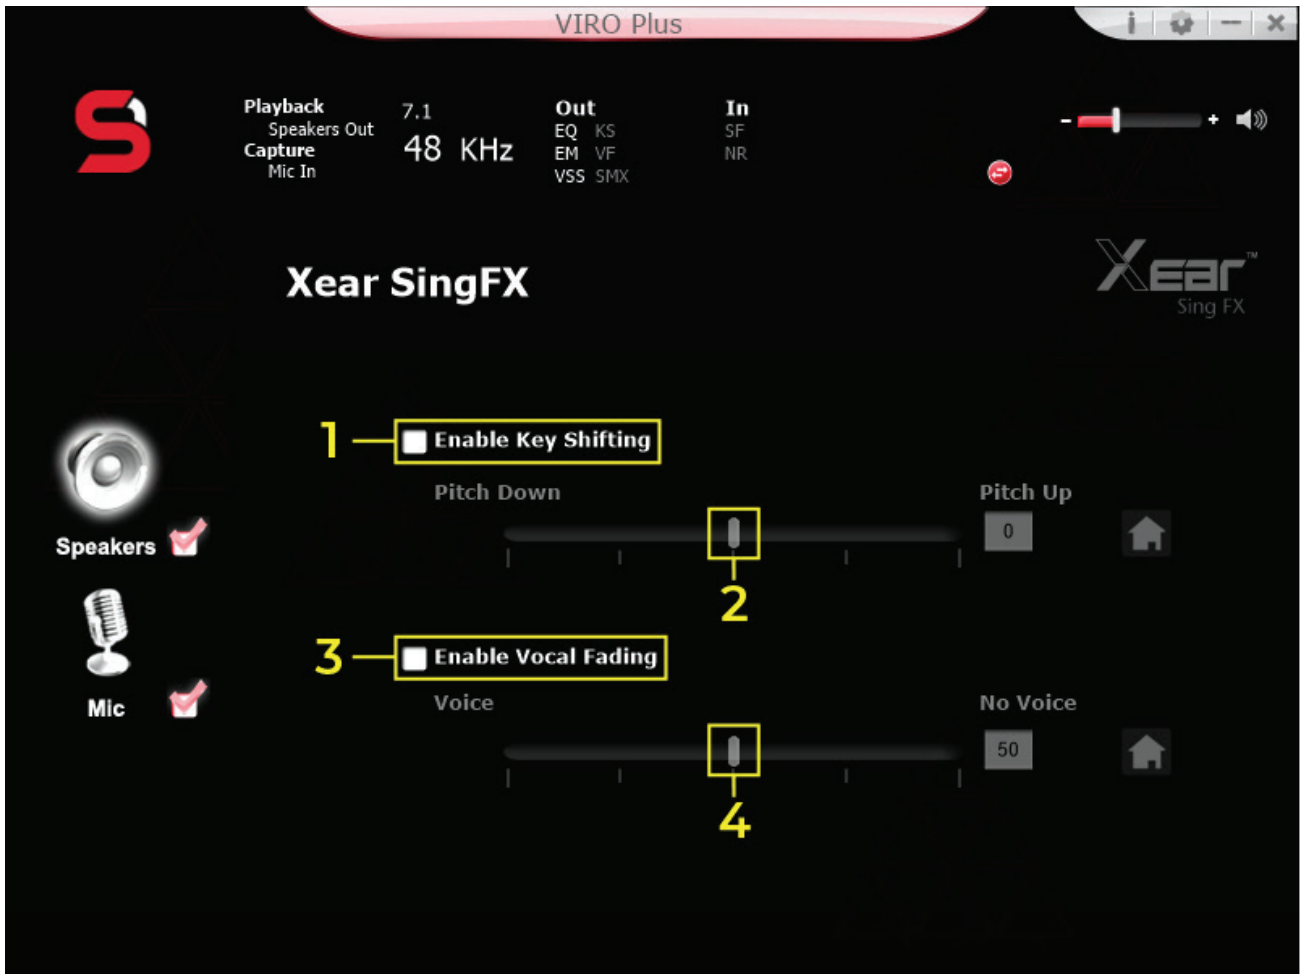 VIRO Plus
i
Playback
Speakers Out
Capture
Mic In
7.1
48 KHz
Out
EQ KS
EM VF
VSS SMX
In
SF
NR
- +
Xear SingFX
Xear™
Sing FX
1
Enable Key Shifting
Pitch Down
Pitch Up
0
2
Speakers
3
Enable Vocal Fading
Mic
Voice
No Voice
50
4